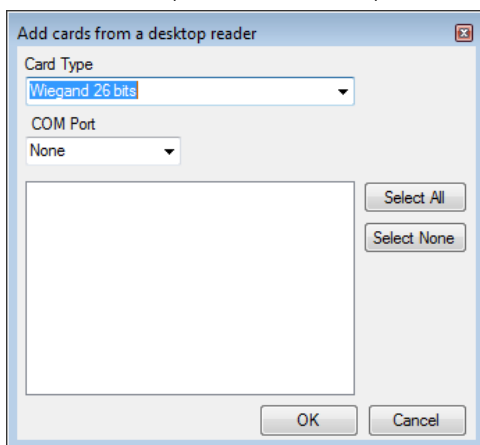 Add cards from a desktop reader
Card Type
Wiegand 26 bits
COM Port
None
Select All
Select None
OK
Cancel